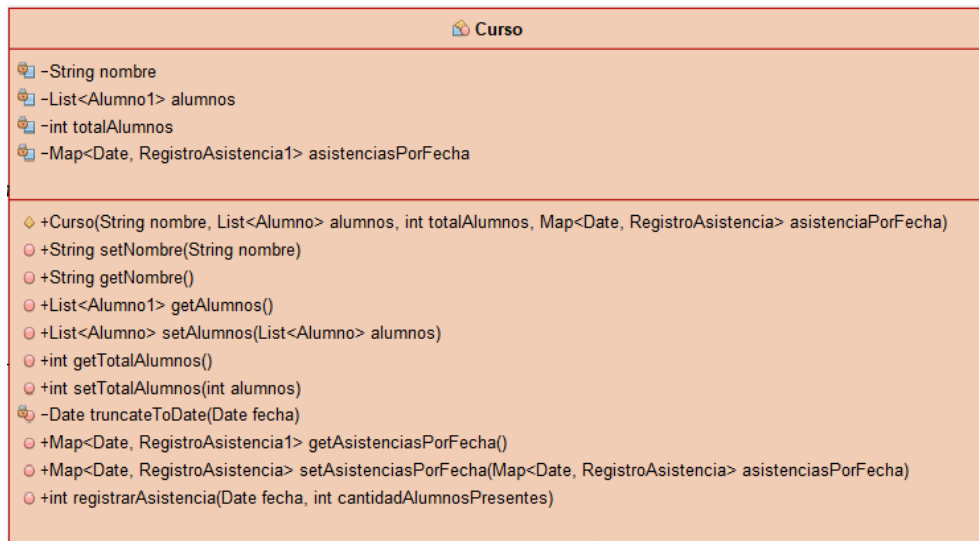 Curso
-String nombre
-List<Alumno1> alumnos
-int totalAlumnos
-Map<Date, RegistroAsistencia1> asistenciasPorFecha
+Curso(String nombre, List<Alumno> alumnos, int totalAlumnos, Map<Date, RegistroAsistencia> asistenciaPorFecha)
+String setNombre(String nombre)
+String getNombre()
+List<Alumno1> getAlumnos()
+List<Alumno> setAlumnos(List<Alumno> alumnos)
+int getTotalAlumnos()
+int setTotalAlumnos(int alumnos)
-Date truncateToDate(Date fecha)
+Map<Date, RegistroAsistencia1> getAsistenciasPorFecha()
+Map<Date, RegistroAsistencia> setAsistenciasPorFecha(Map<Date, RegistroAsistencia> asistenciasPorFecha)
+int registrarAsistencia(Date fecha, int cantidadAlumnosPresentes)